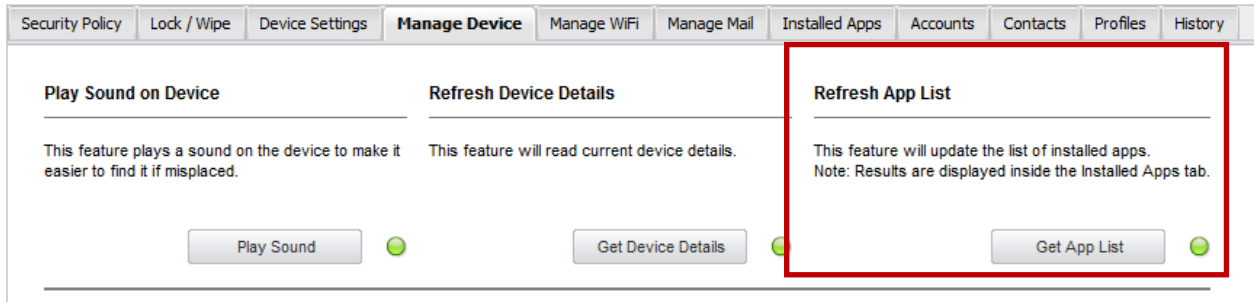 Security Policy
Lock / Wipe
Device Settings
Manage Device
Manage WiFi
Manage Mail
Installed Apps
Accounts
Contacts
Profiles
History
Play Sound on Device
This feature plays a sound on the device to make it
easier to find it if misplaced.
Play Sound
Refresh Device Details
This feature will read current device details.
Get Device Details
Refresh App List
This feature will update the list of installed apps.
Note: Results are displayed inside the Installed Apps tab.
Get App List